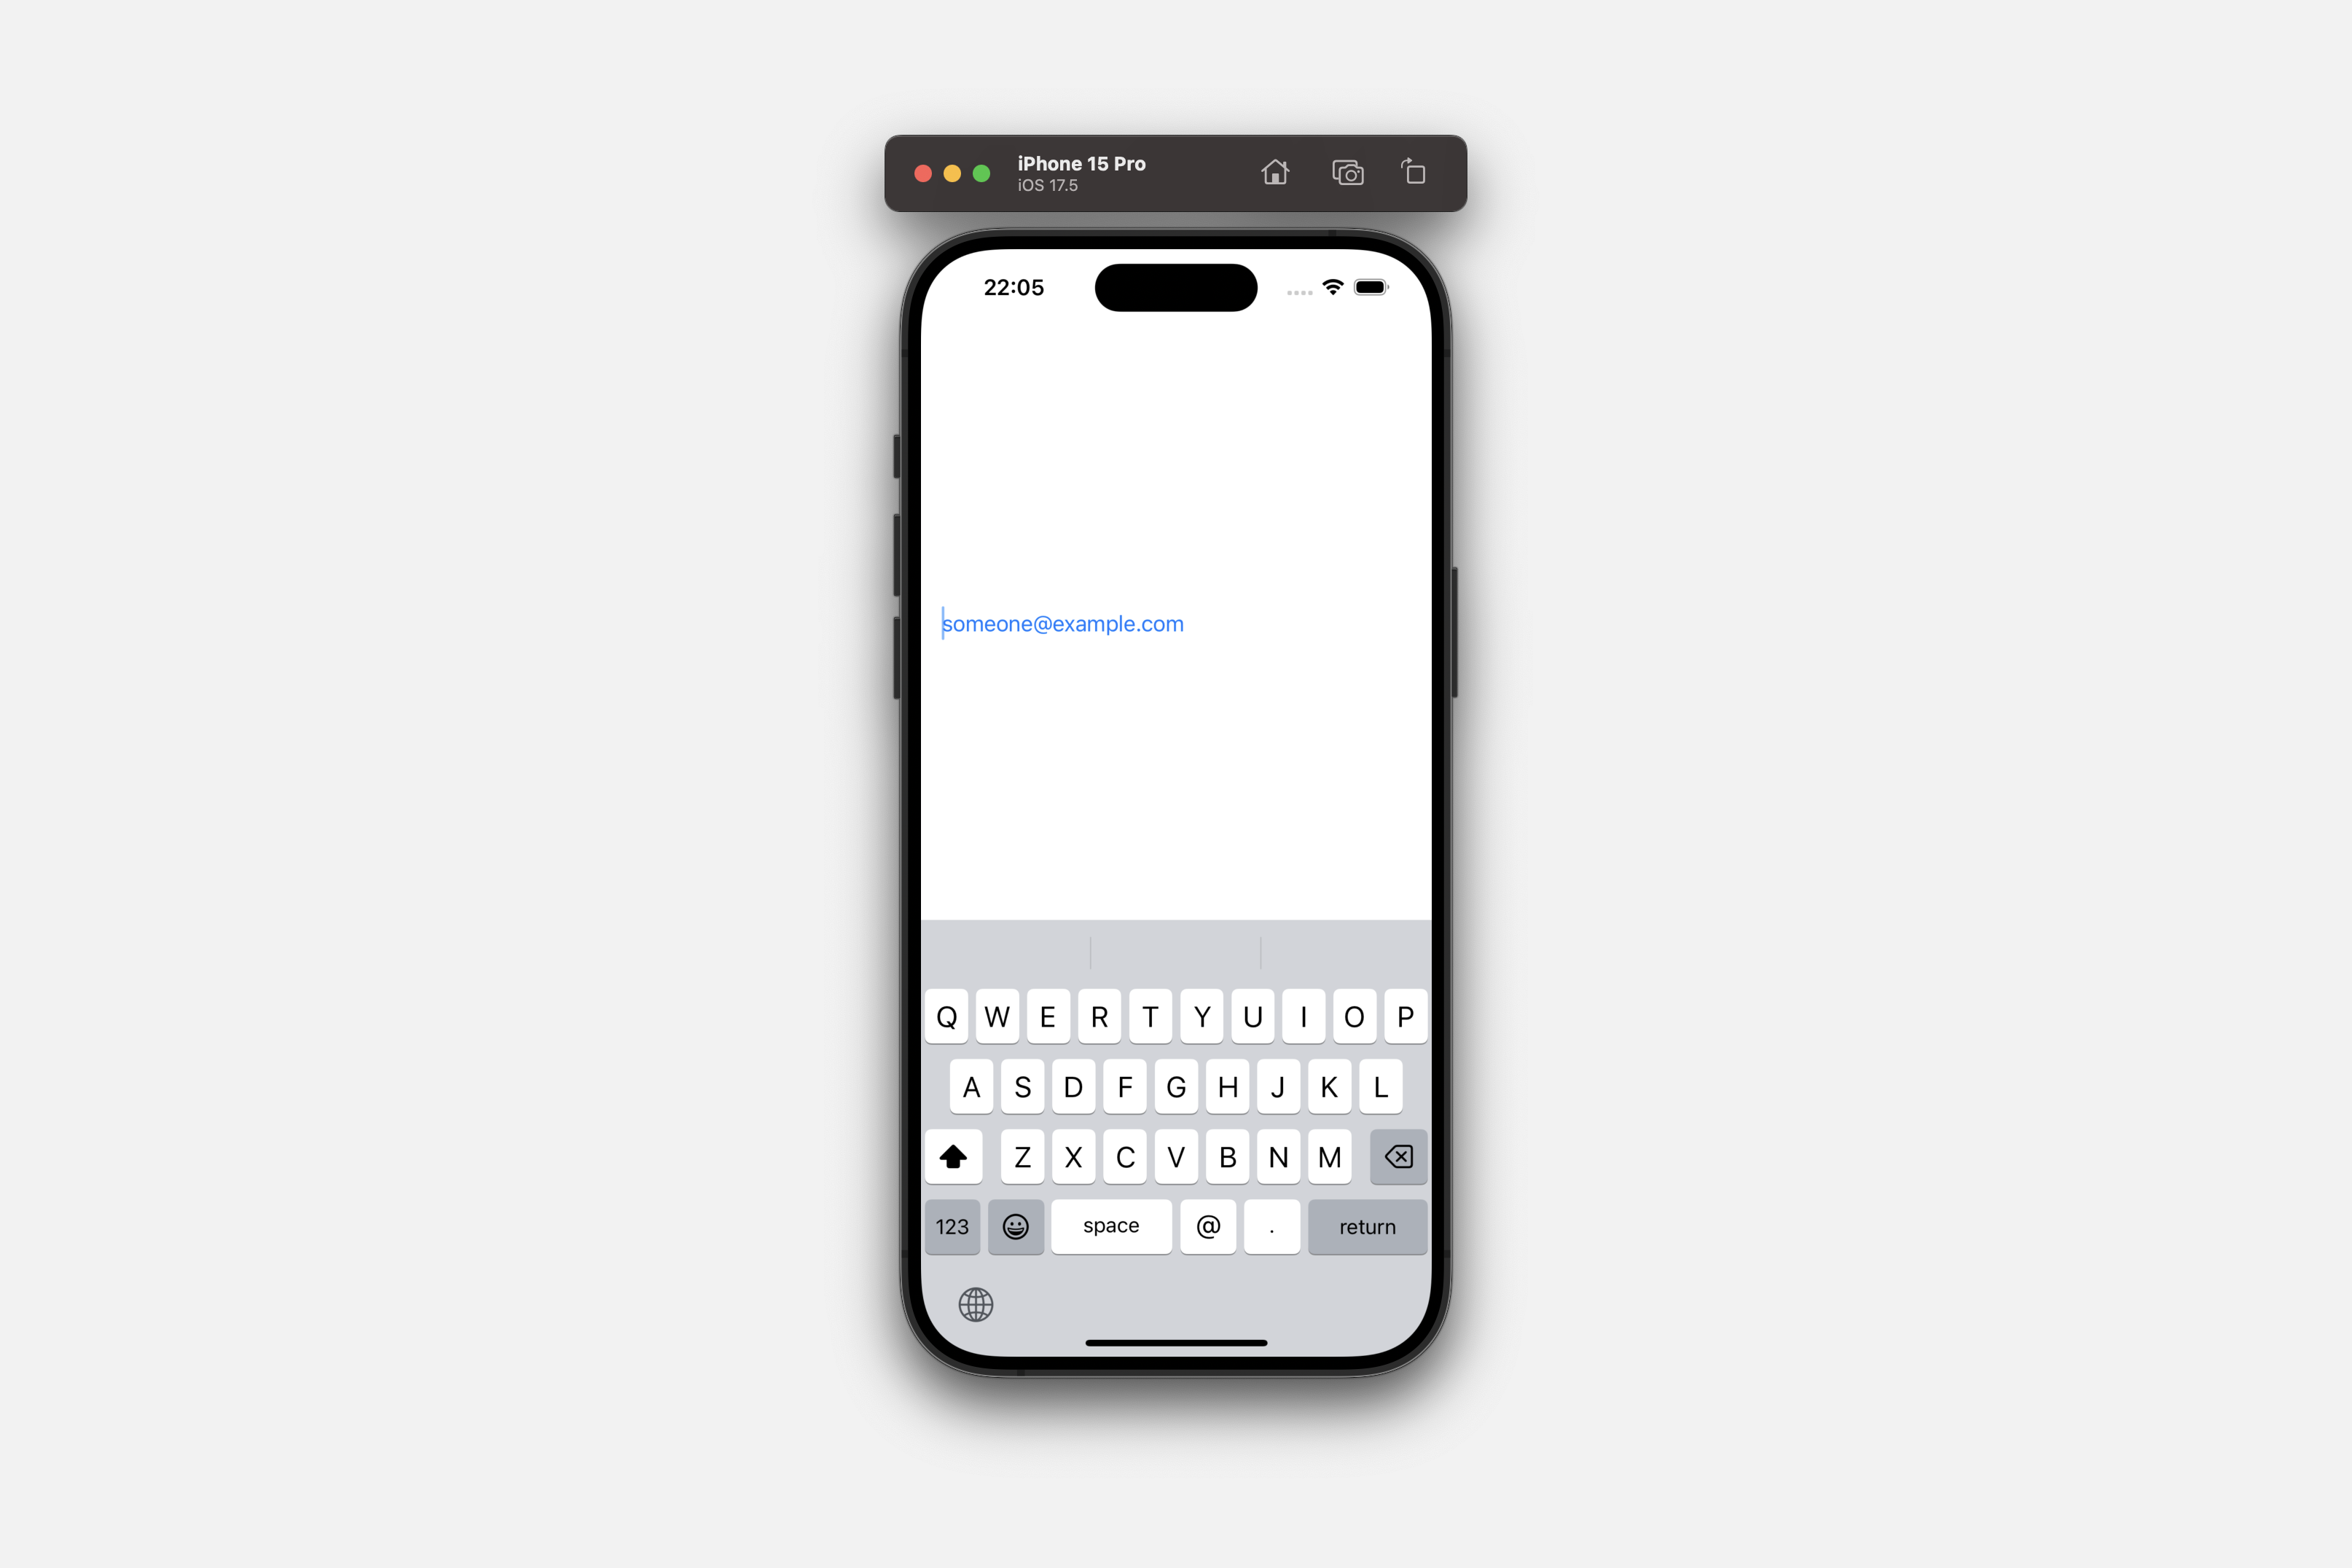 iPhone 15 Pro
iOS 17.5
22:05
someone@example.com
Q W E R T Y U I O P
A S D F G H J K L
Z X C V B N M
123 space @ . return